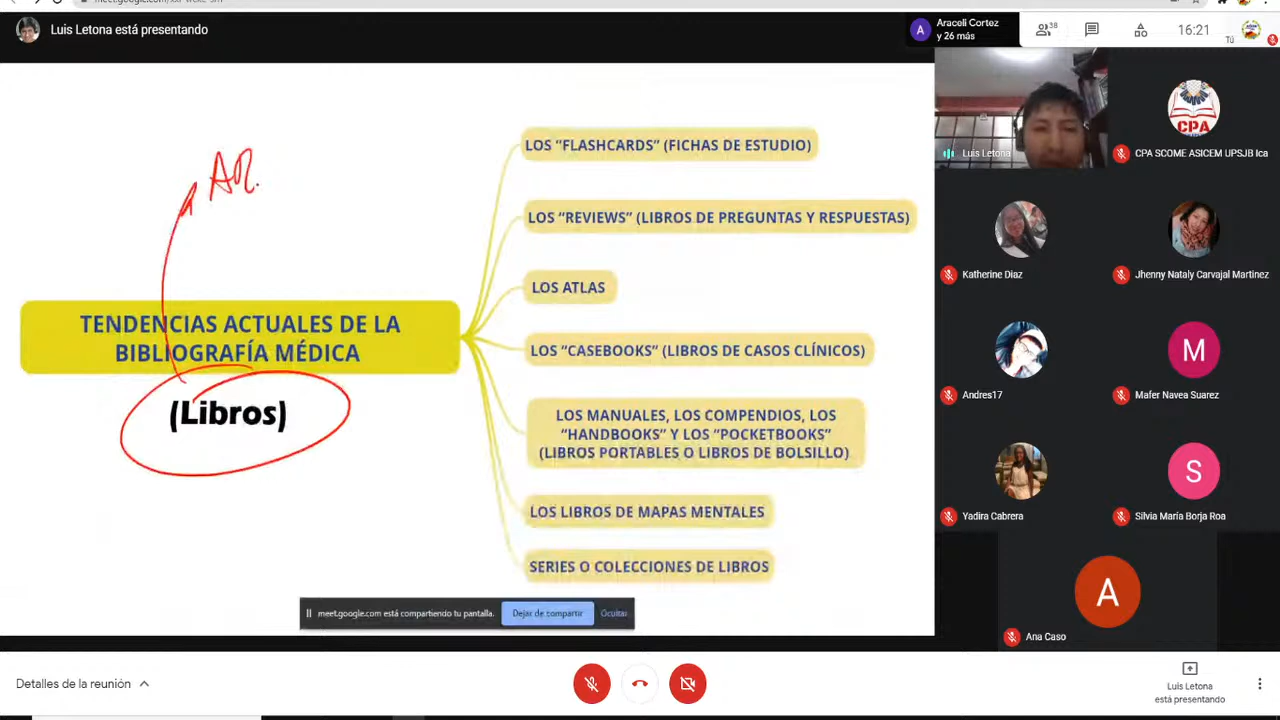 Luis Letona está presentando
Araceli Cortez
y 26 más
38
16:21
Tú
LOS "FLASHCARDS" (FICHAS DE ESTUDIO)
LOS "REVIEWS" (LIBROS DE PREGUNTAS Y RESPUESTAS)
LOS ATLAS
TENDENCIAS ACTUALES DE LA
BIBLIOGRAFÍA MÉDICA
(Libros)
LOS "CASEBOOKS" (LIBROS DE CASOS CLÍNICOS)
LOS MANUALES, LOS COMPENDIOS, LOS
"HANDBOOKS" Y LOS "POCKETBOOKS"
(LIBROS PORTABLES O LIBROS DE BOLSILLO)
LOS LIBROS DE MAPAS MENTALES
SERIES O COLECCIONES DE LIBROS
meet.google.com está compartiendo tu pantalla.
Dejar de compartir
Ocultar
Luis Letona
CPA
CPA SCOME ASICEM UPSJB Ica
Katherine Diaz
Jhenny Nataly Carvajal Martinez
Andres17
M
Mafer Navea Suarez
Yadira Cabrera
S
Silvia María Borja Roa
A
Ana Caso
Detalles de la reunión
Luis Letona
está presentando